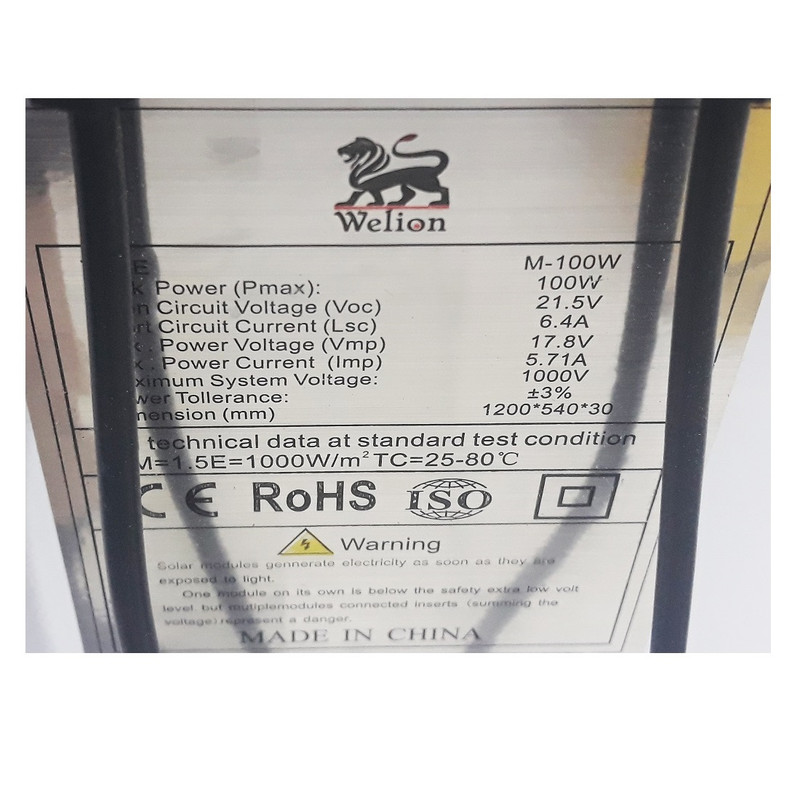 Welion
M-100W
Power (Pmax): 100W
Circuit Voltage (Voc) 21.5V
Circuit Current (Lsc) 6.4A
Power Voltage (Vmp) 17.8V
Power Current (Imp) 5.71A
ximum System Voltage: 1000V
wer Tollerance: ±3%
mension (mm) 1200*540*30
technical data at standard test condition
M=1.5E=1000W/m² TC=25-80℃
CE RoHS ISO
Warning
Solar modules gennerate electricity as soon as they are
exposed to light.
One module on its own is below the safety extra low volt
level, but mutiplemodules connected inserts (summing the
voltage) represent a danger.
MADE IN CHINA